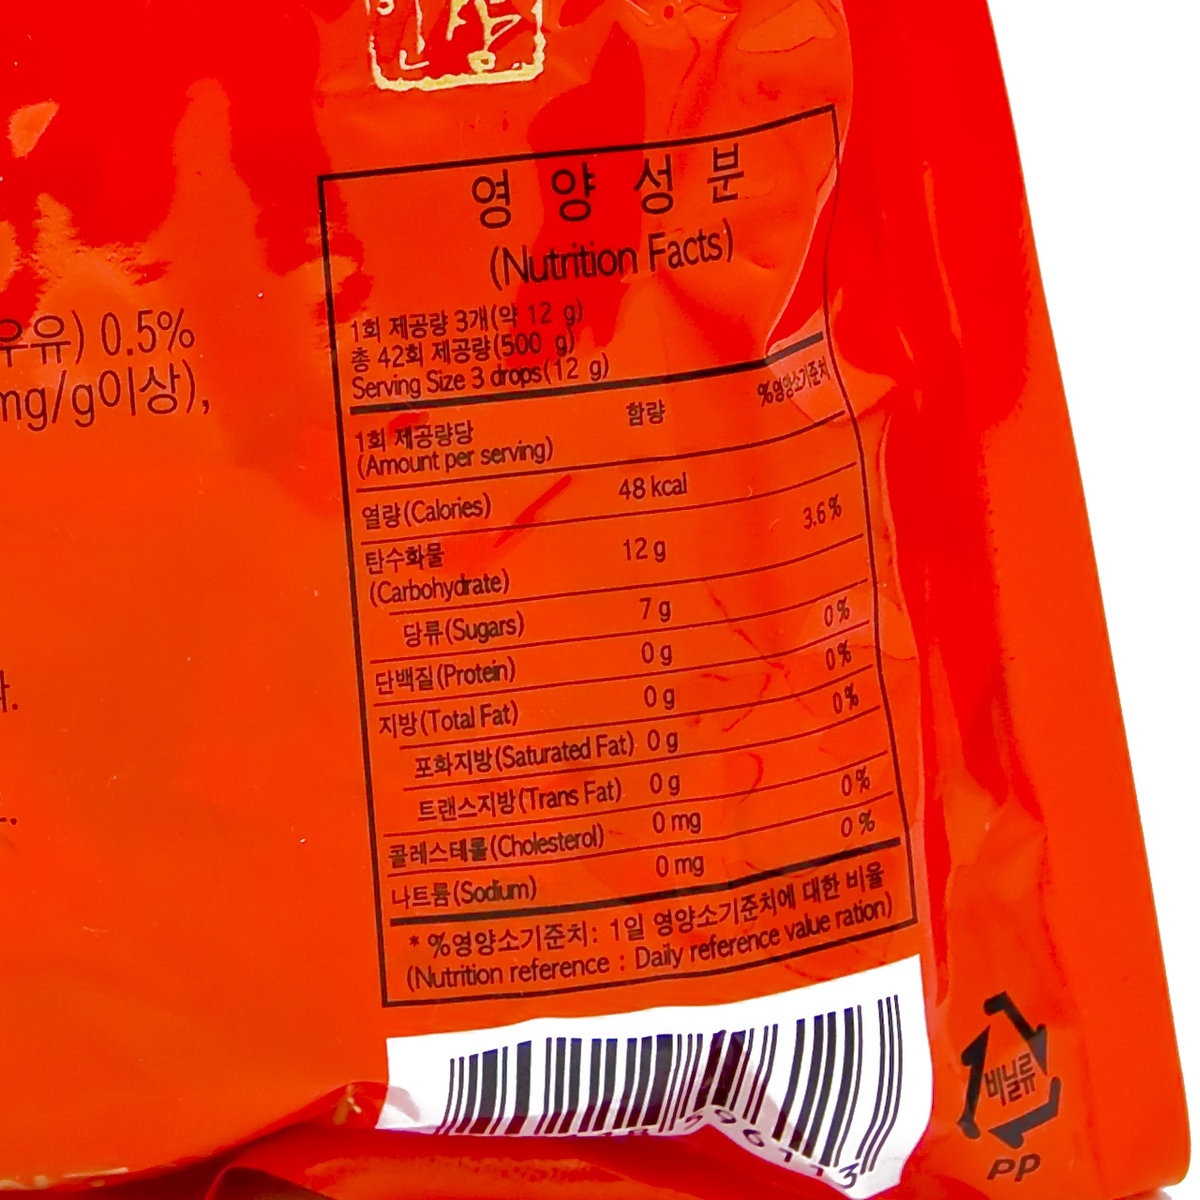 인삼
영 양 성 분
(Nutrition Facts)
1회 제공량 3개(약 12 g)
총 42회 제공량(500 g)
Serving Size 3 drops(12 g)
1회 제공량당 함량 %영양소기준치
(Amount per serving)
열량(Calories) 48 kcal
탄수화물 12 g 3.6%
(Carbohydrate)
당류(Sugars) 7 g
단백질(Protein) 0 g 0%
지방(Total Fat) 0 g 0%
포화지방(Saturated Fat) 0 g 0%
트랜스지방(Trans Fat) 0 g
콜레스테롤(Cholesterol) 0 mg 0%
나트륨(Sodium) 0 mg 0%
* %영양소기준치: 1일 영양소기준치에 대한 비율
(Nutrition reference : Daily reference value ration)
우유) 0.5%
mg/g이상),
비닐류
PP